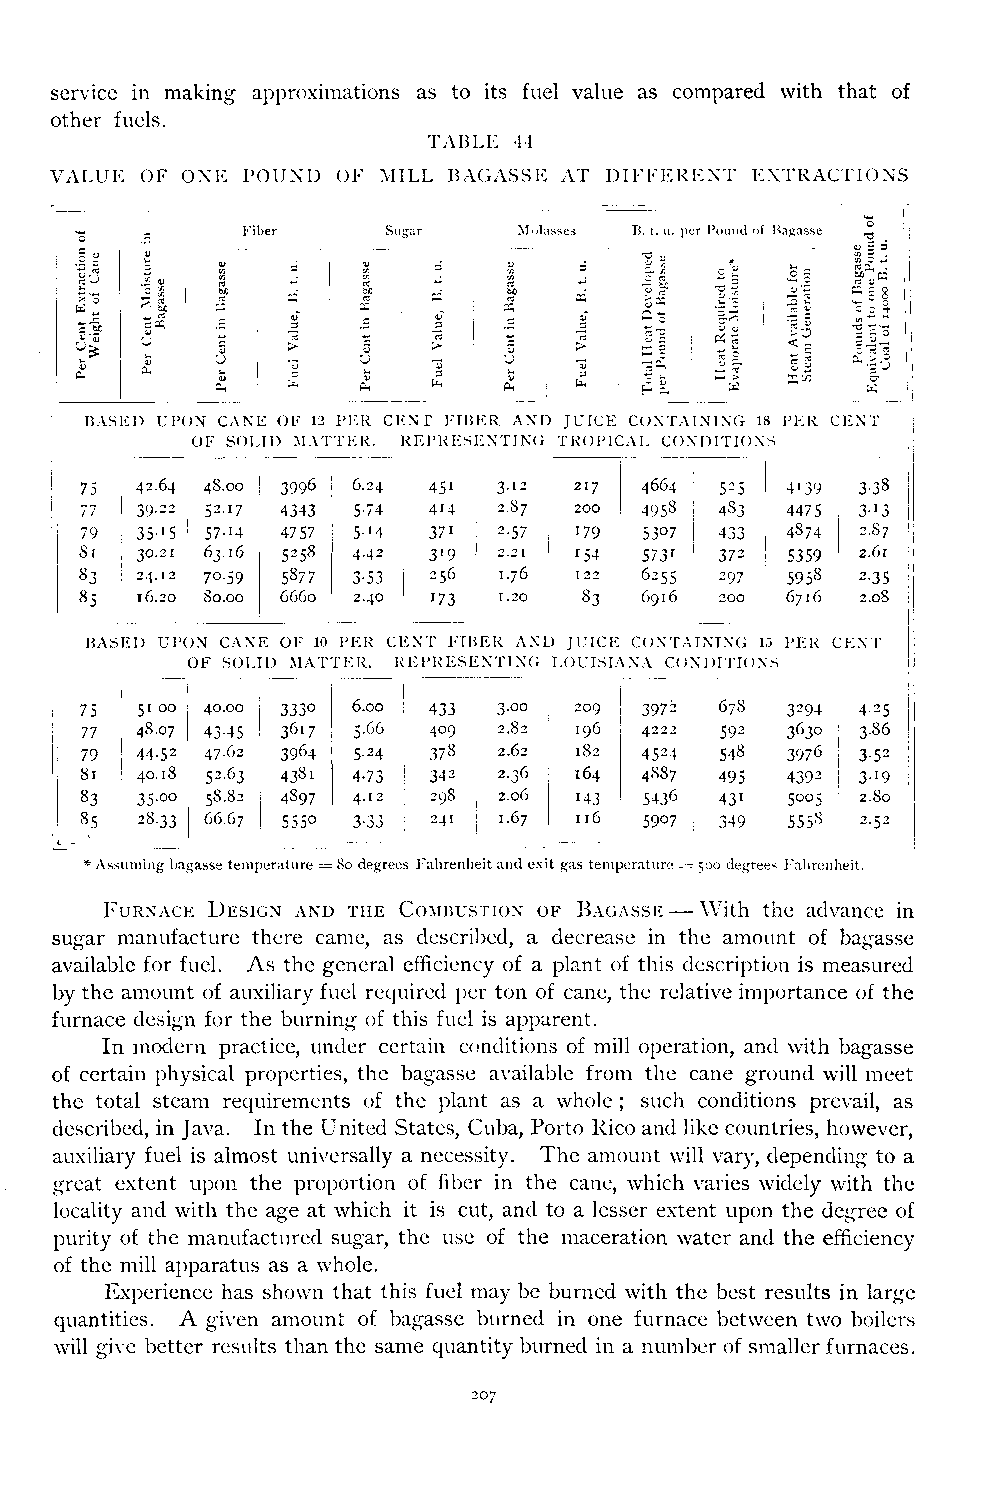 service in making approximations as to its fuel value as compared with that of
other fuels.
TABLE 44
VALUE OF ONE POUND OF MILL BAGASSE AT DIFFERENT EXTRACTIONS
Per Cent Extraction of Weight of Cane
Per Cent Moisture in Bagasse
Fiber
Per Cent in Bagasse
Fuel Value, B. t. u.
Sugar
Per Cent in Bagasse
Fuel Value, B. t. u.
Molasses
Per Cent in Bagasse
Fuel Value, B. t. u.
B. t. u. per Pound of Bagasse
Total Heat Developed per Pound of Bagasse
Heat Required to Evaporate Moisture*
Heat Available for Steam Generation
Pounds of Bagasse Equivalent to one Pound of Coal of 14000 B. t. u.
BASED UPON CANE OF 12 PER CENT FIBER AND JUICE CONTAINING 18 PER CENT
OF SOLID MATTER. REPRESENTING TROPICAL CONDITIONS
75 42.64 48.00 3996 6.24 451 3.12 217 4664 525 4139 3.38
77 39.22 52.17 4343 5.74 414 2.87 200 4958 483 4475 3.13
79 35.15 57.14 4757 5.14 371 2.57 179 5307 433 4874 2.87
81 30.21 63.16 5258 4.42 319 2.21 154 5731 372 5359 2.61
83 24.12 70.59 5877 3.53 256 1.76 122 6255 297 5958 2.35
85 16.20 80.00 6660 2.40 173 1.20 83 6916 200 6716 2.08
BASED UPON CANE OF 10 PER CENT FIBER AND JUICE CONTAINING 15 PER CENT
OF SOLID MATTER. REPRESENTING LOUISIANA CONDITIONS
75 51.00 40.00 3330 6.00 433 3.00 209 3972 678 3294 4.25
77 48.07 43.45 3617 5.66 409 2.82 196 4222 592 3630 3.86
79 44.52 47.62 3964 5.24 378 2.62 182 4524 548 3976 3.52
81 40.18 52.63 4381 4.73 342 2.36 164 4887 495 4392 3.19
83 35.00 58.82 4897 4.12 298 2.06 143 5436 431 5005 2.80
85 28.33 66.67 5550 3.33 241 1.67 116 5907 349 5558 2.52
* Assuming bagasse temperature = 80 degrees Fahrenheit and exit gas temperature = 500 degrees Fahrenheit.
FURNACE DESIGN AND THE COMBUSTION OF BAGASSE — With the advance in
sugar manufacture there came, as described, a decrease in the amount of bagasse
available for fuel. As the general efficiency of a plant of this description is measured
by the amount of auxiliary fuel required per ton of cane, the relative importance of the
furnace design for the burning of this fuel is apparent.
In modern practice, under certain conditions of mill operation, and with bagasse
of certain physical properties, the bagasse available from the cane ground will meet
the total steam requirements of the plant as a whole; such conditions prevail, as
described, in Java. In the United States, Cuba, Porto Rico and like countries, however,
auxiliary fuel is almost universally a necessity. The amount will vary, depending to a
great extent upon the proportion of fiber in the cane, which varies widely with the
locality and with the age at which it is cut, and to a lesser extent upon the degree of
purity of the manufactured sugar, the use of the maceration water and the efficiency
of the mill apparatus as a whole.
Experience has shown that this fuel may be burned with the best results in large
quantities. A given amount of bagasse burned in one furnace between two boilers
will give better results than the same quantity burned in a number of smaller furnaces.
207